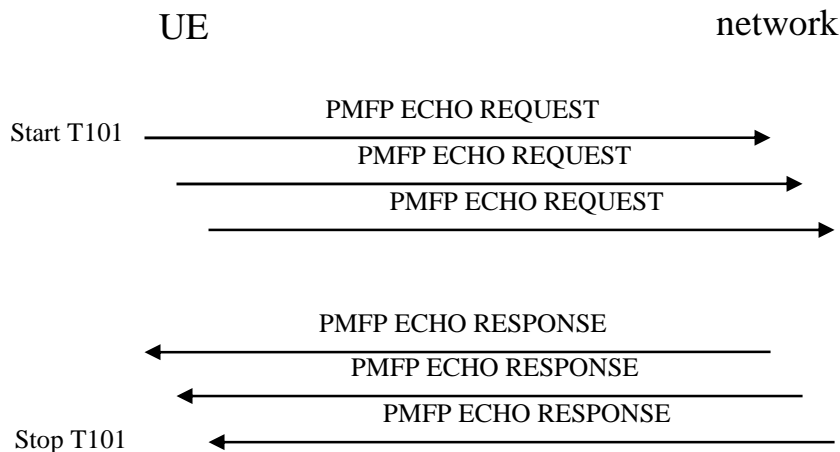 UE
network
PMFP ECHO REQUEST
Start T101
PMFP ECHO REQUEST
PMFP ECHO REQUEST
PMFP ECHO RESPONSE
PMFP ECHO RESPONSE
PMFP ECHO RESPONSE
Stop T101